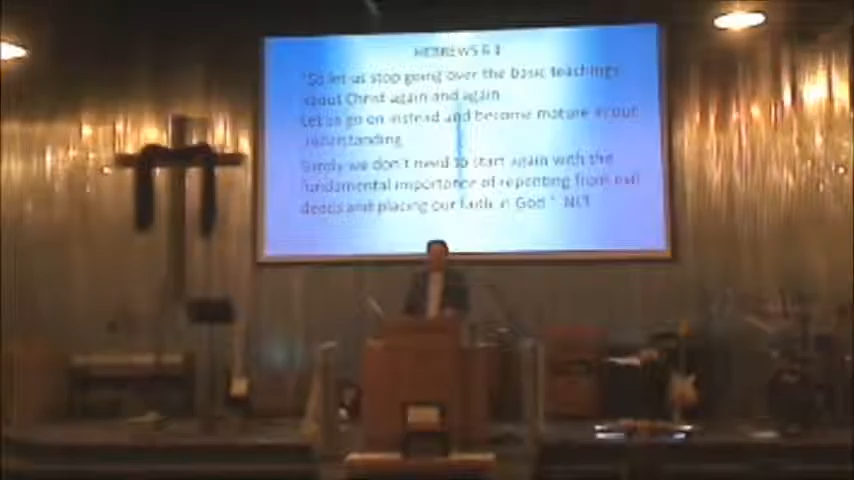 HEBREWS 6:1
"So let us stop going over the basic teachings
about Christ again and again
Let us go on instead and become mature in our
understanding
Surely we don't need to start again with the
fundamental importance of repenting from evil
deeds and placing our faith in God." NLT